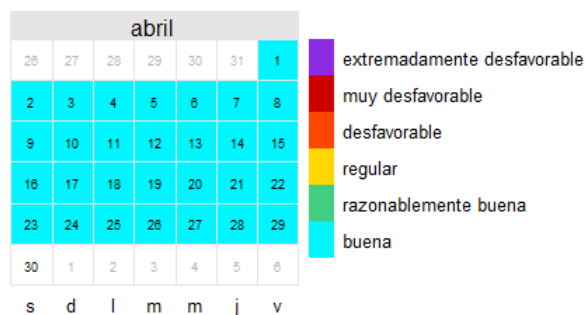 abril
26 27 28 29 30 31 1
2 3 4 5 6 7 8
9 10 11 12 13 14 15
16 17 18 19 20 21 22
23 24 25 26 27 28 29
30 1 2 3 4 5 6
s d l m m j v
extremadamente desfavorable
muy desfavorable
desfavorable
regular
razonablemente buena
buena